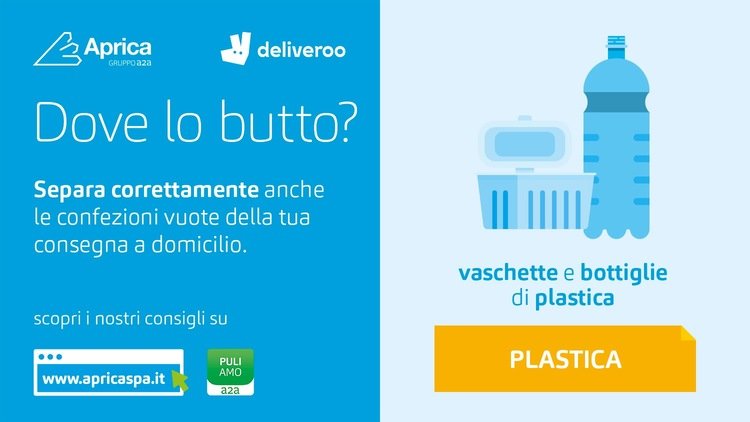 Aprica
GRUPPO a2a
deliveroo
Dove lo butto?
Separa correttamente anche
le confezioni vuote della tua
consegna a domicilio.
scopri i nostri consigli su
www.apricaspa.it
PULI
AMO
a2a
vaschette e bottiglie
di plastica
PLASTICA